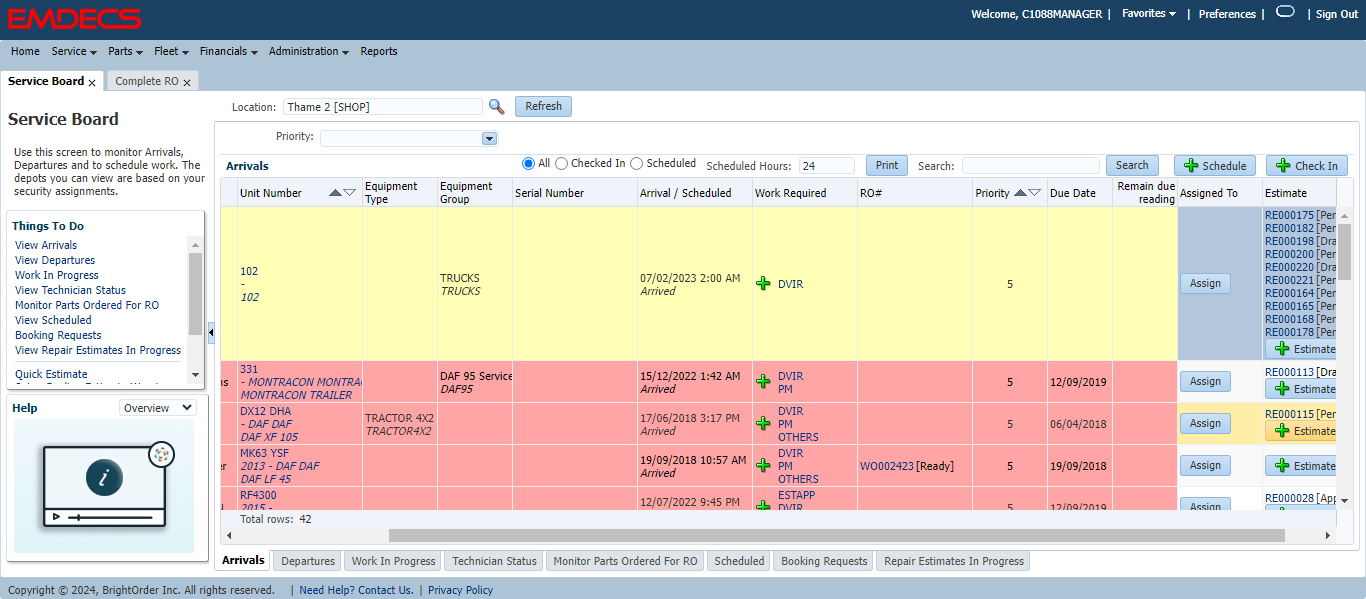 EMDECS
Welcome, C1088MANAGER | Favorites | Preferences | | Sign Out
Home Service Parts Fleet Financials Administration Reports
Service Board x Complete RO x
Location: Thame 2 [SHOP] Refresh
Service Board
Priority:
Use this screen to monitor Arrivals,
Departures and to schedule work. The
depots you can view are based on your
security assignments.
Arrivals All Checked In Scheduled Scheduled Hours: 24 Print Search: Search Schedule Check In
Unit Number Equipment Type Equipment Group Serial Number Arrival / Scheduled Work Required RO# Priority Due Date Remain due reading Assigned To Estimate
Things To Do
View Arrivals
View Departures
Work In Progress
View Technician Status
Monitor Parts Ordered For RO
View Scheduled
Booking Requests
View Repair Estimates In Progress
Quick Estimate
Help Overview
i
RE000175 [Per
RE000182 [Per
RE000198 [Dra
RE000200 [Per
RE000220 [Dra
RE000221 [Per
RE000164 [Per
RE000165 [Per
RE000168 [Per
RE000178 [Per
102
-
102
TRUCKS
TRUCKS
07/02/2023 2:00 AM
Arrived
DVIR
5
Assign
Estimate
331
- MONTRACON MONTRA
MONTRACON TRAILER
DAF 95 Service
DAF95
15/12/2022 1:42 AM
Arrived
DVIR
PM
5
12/09/2019
Assign
RE000113 [Dra
Estimate
DX12 DHA
- DAF DAF
DAF XF 105
TRACTOR 4X2
TRACTOR4X2
17/06/2018 3:17 PM
Arrived
DVIR
PM
OTHERS
5
06/04/2018
Assign
RE000115 [Per
Estimate
MK63 YSF
2013 - DAF DAF
DAF LF 45
19/09/2018 10:57 AM
Arrived
DVIR
PM
OTHERS
WO002423 [Ready]
5
19/09/2018
Assign
Estimate
RF4300
2015 -
12/07/2022 9:45 PM
ESTAPP
DVIR
5
12/09/2019
Assign
RE000028 [App
Total rows: 42
Arrivals Departures Work In Progress Technician Status Monitor Parts Ordered For RO Scheduled Booking Requests Repair Estimates In Progress
Copyright © 2024, BrightOrder Inc. All rights reserved. | Need Help? Contact Us. | Privacy Policy